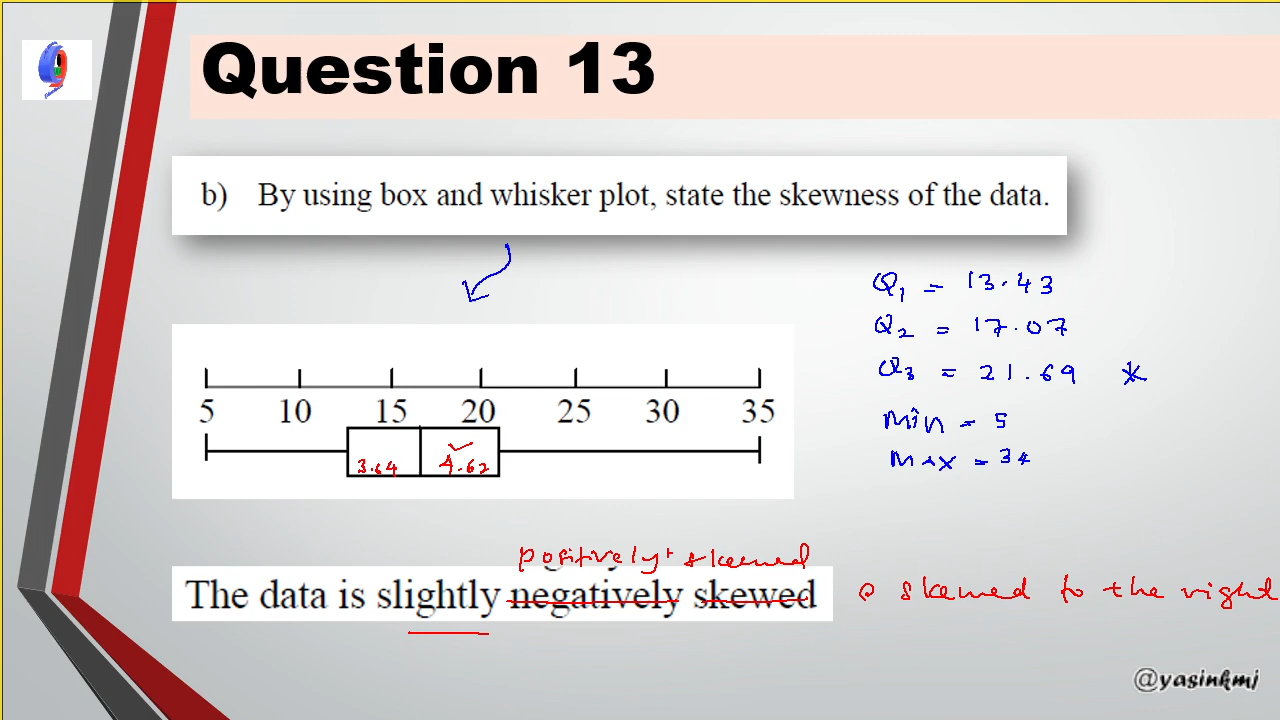 Question 13
b) By using box and whisker plot, state the skewness of the data.
Q1 = 13.43
Q2 = 17.07
Q3 = 21.69 *
Min = 5
Max = 34
5 10 15 20 25 30 35
3.64 4.62
positively skewed
The data is slightly negatively skewed
skewed to the right
@yasinkmj